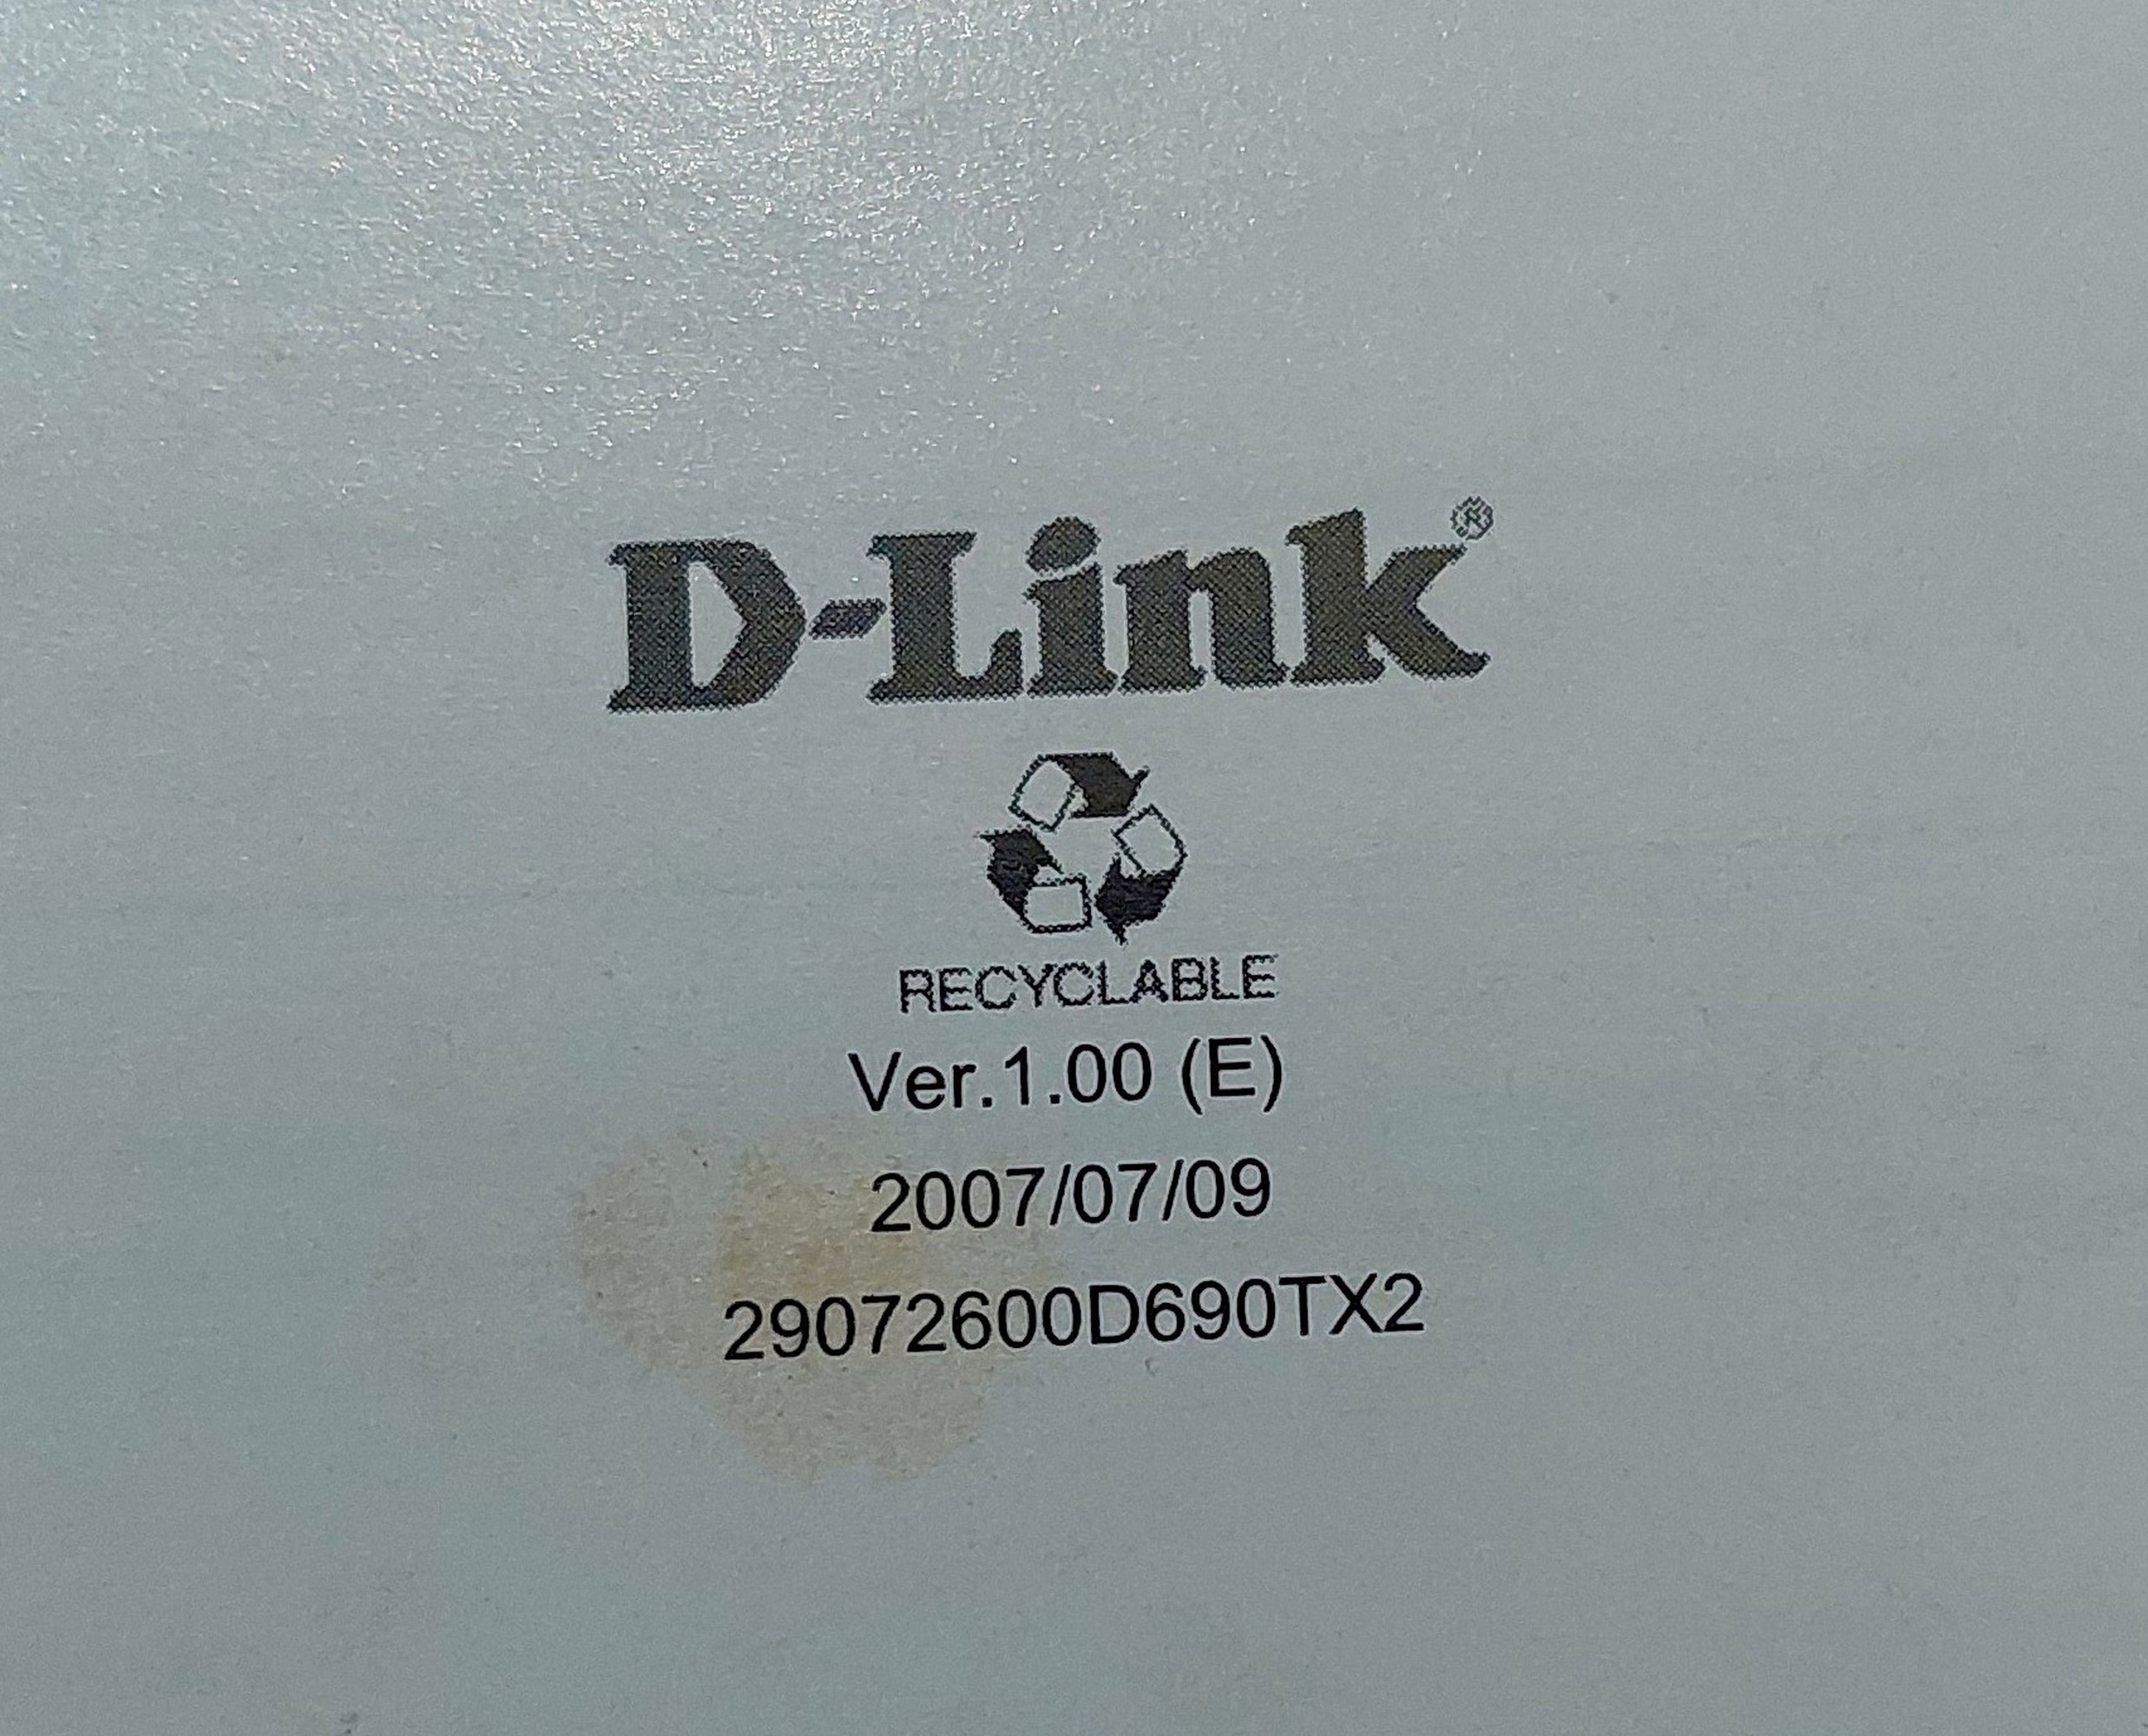 D-Link®
RECYCLABLE
Ver.1.00 (E)
2007/07/09
29072600D690TX2